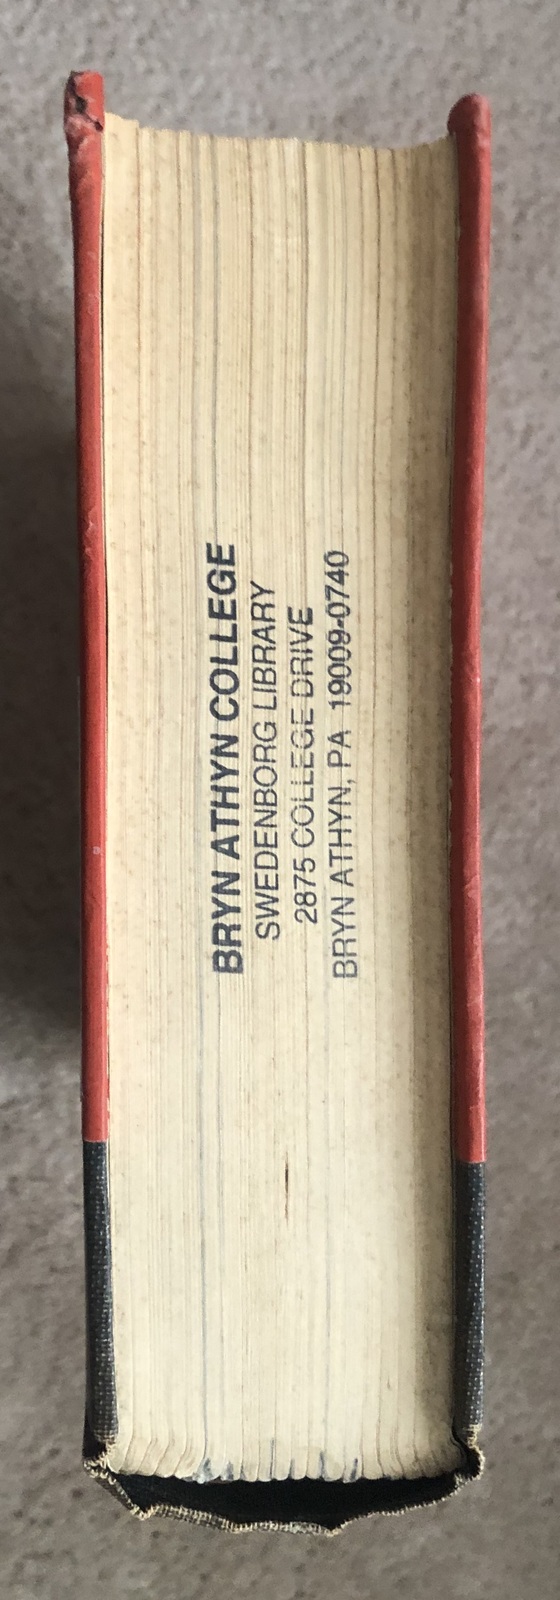 BRYN ATHYN COLLEGE
SWEDENBORG LIBRARY
2875 COLLEGE DRIVE
BRYN ATHYN, PA 19009-0740